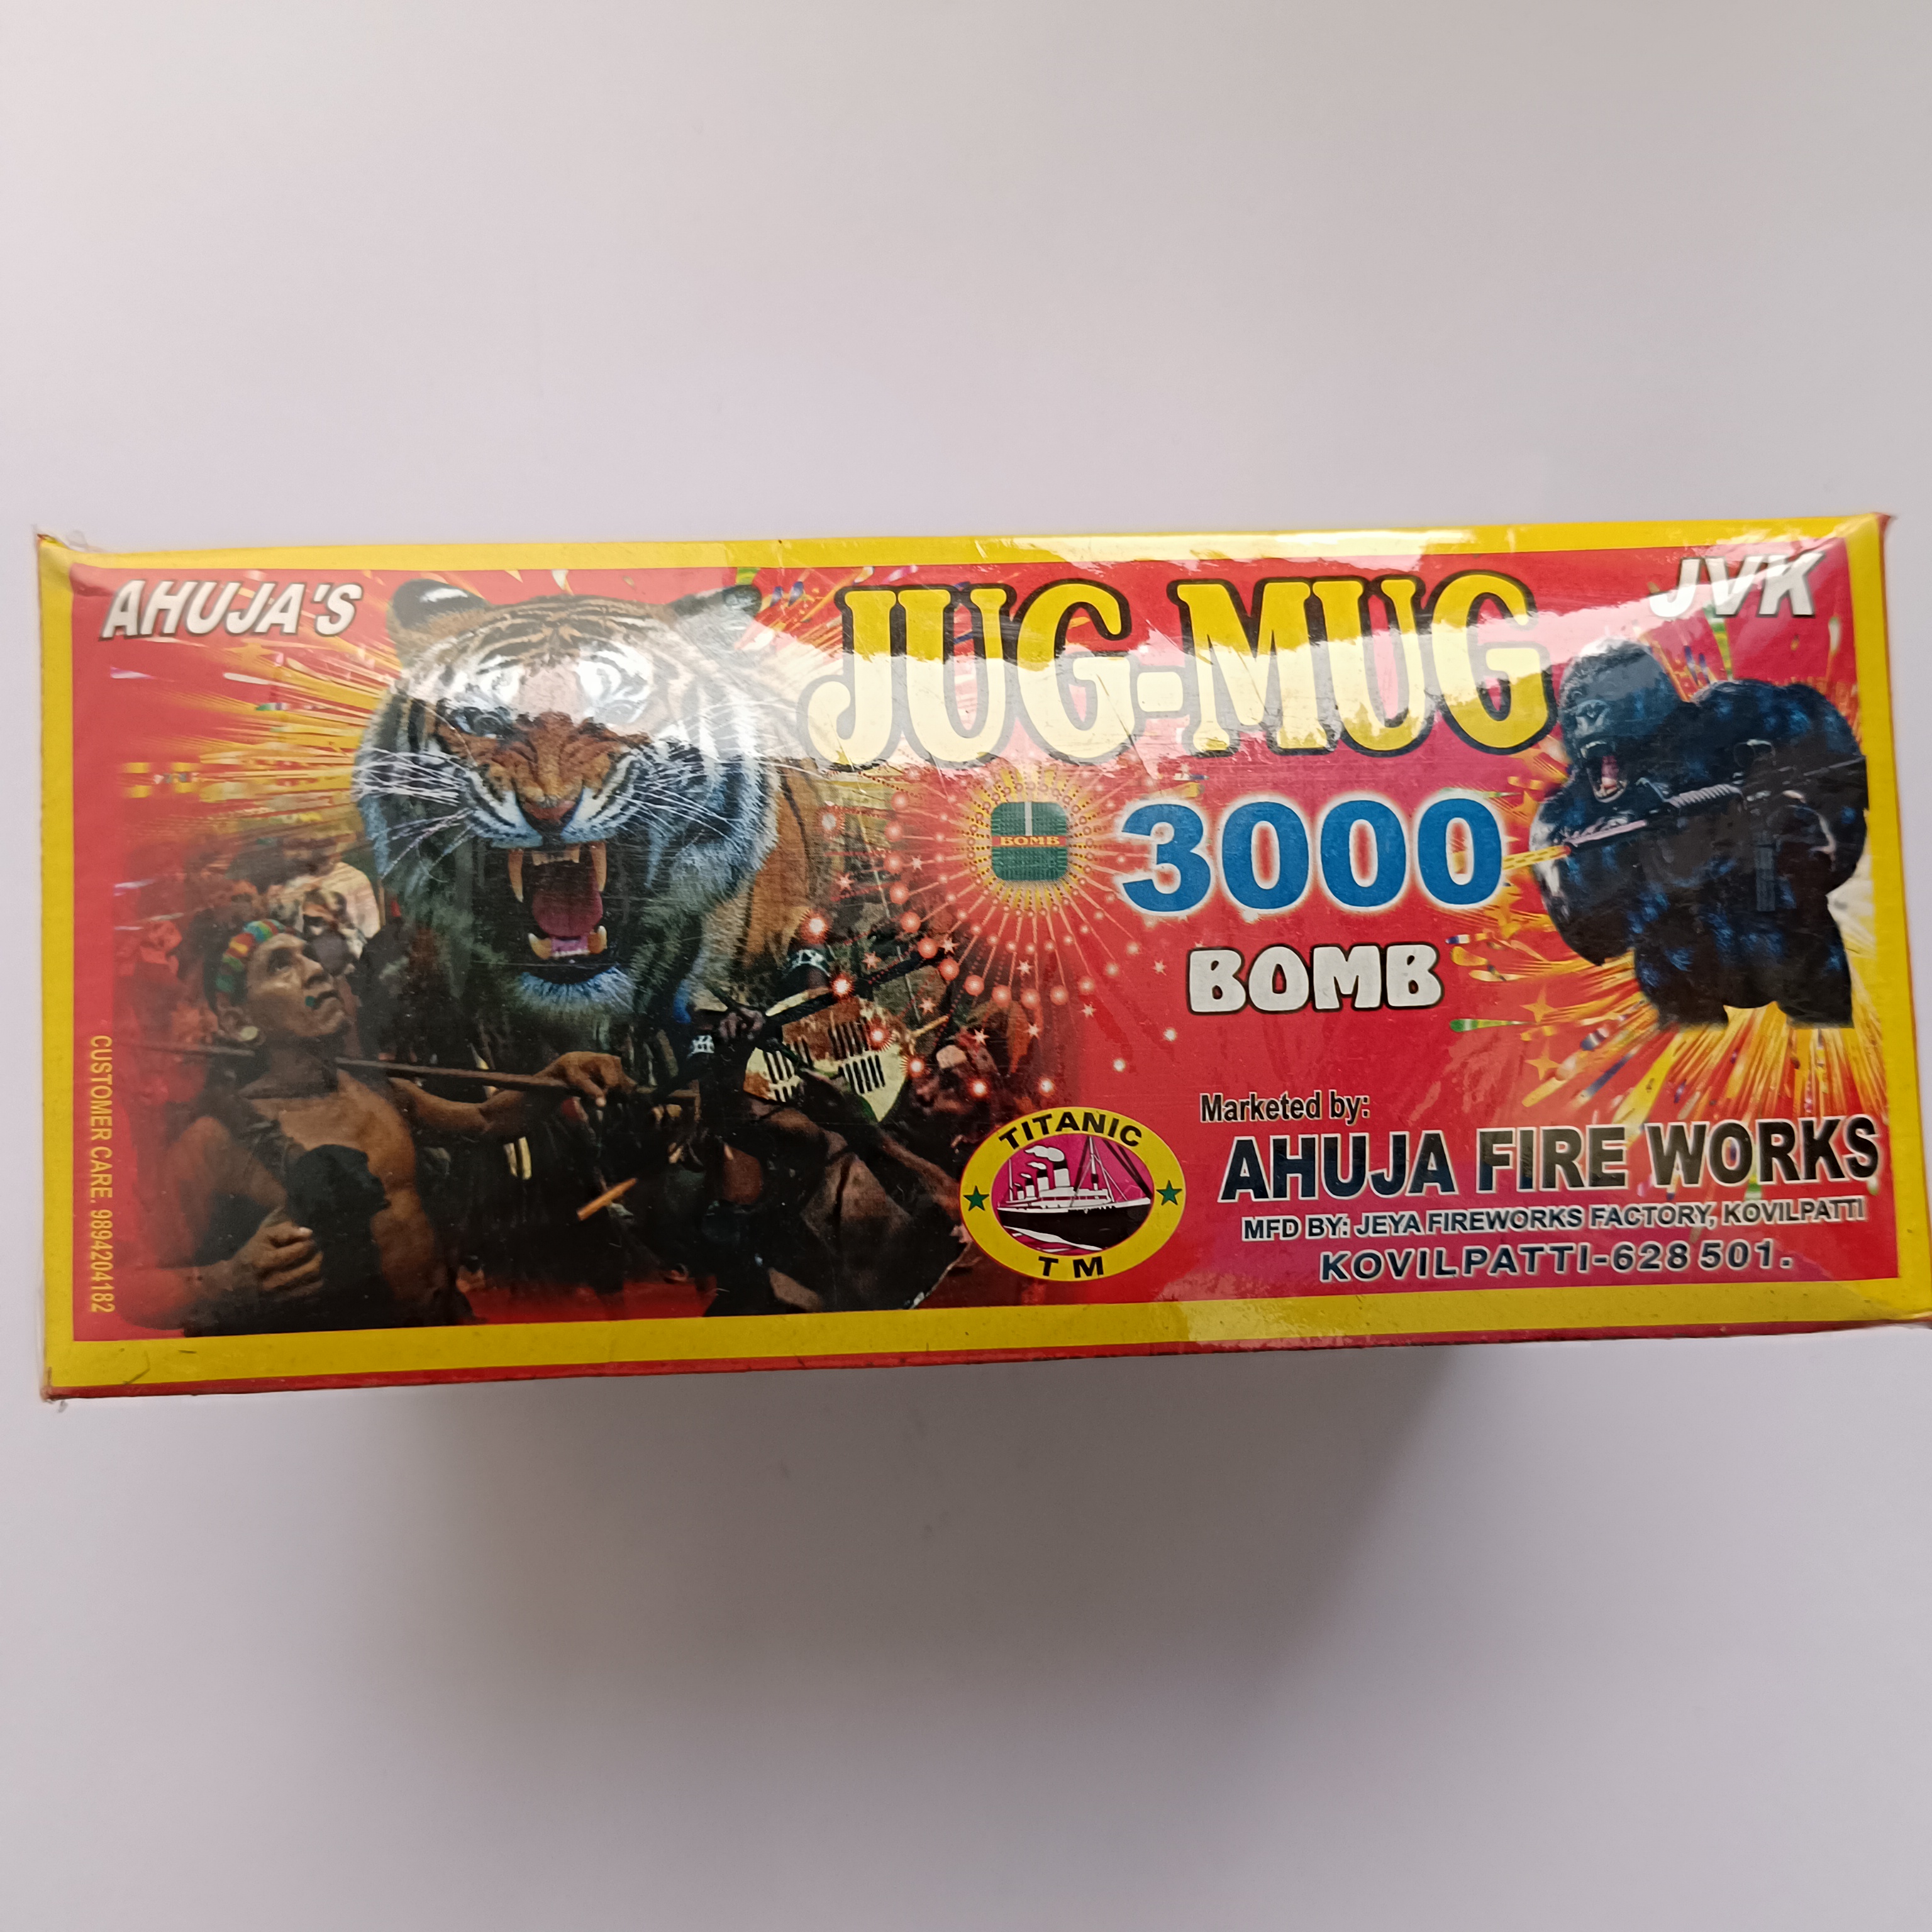 AHUJA'S
JUG-MUG
JVK
BOMB
3000
BOMB
CUSTOMER CARE. 9894204182
TITANIC
TM
Marketed by:
AHUJA FIRE WORKS
MFD BY: JEYA FIREWORKS FACTORY, KOVILPATTI
KOVILPATTI-628 501.